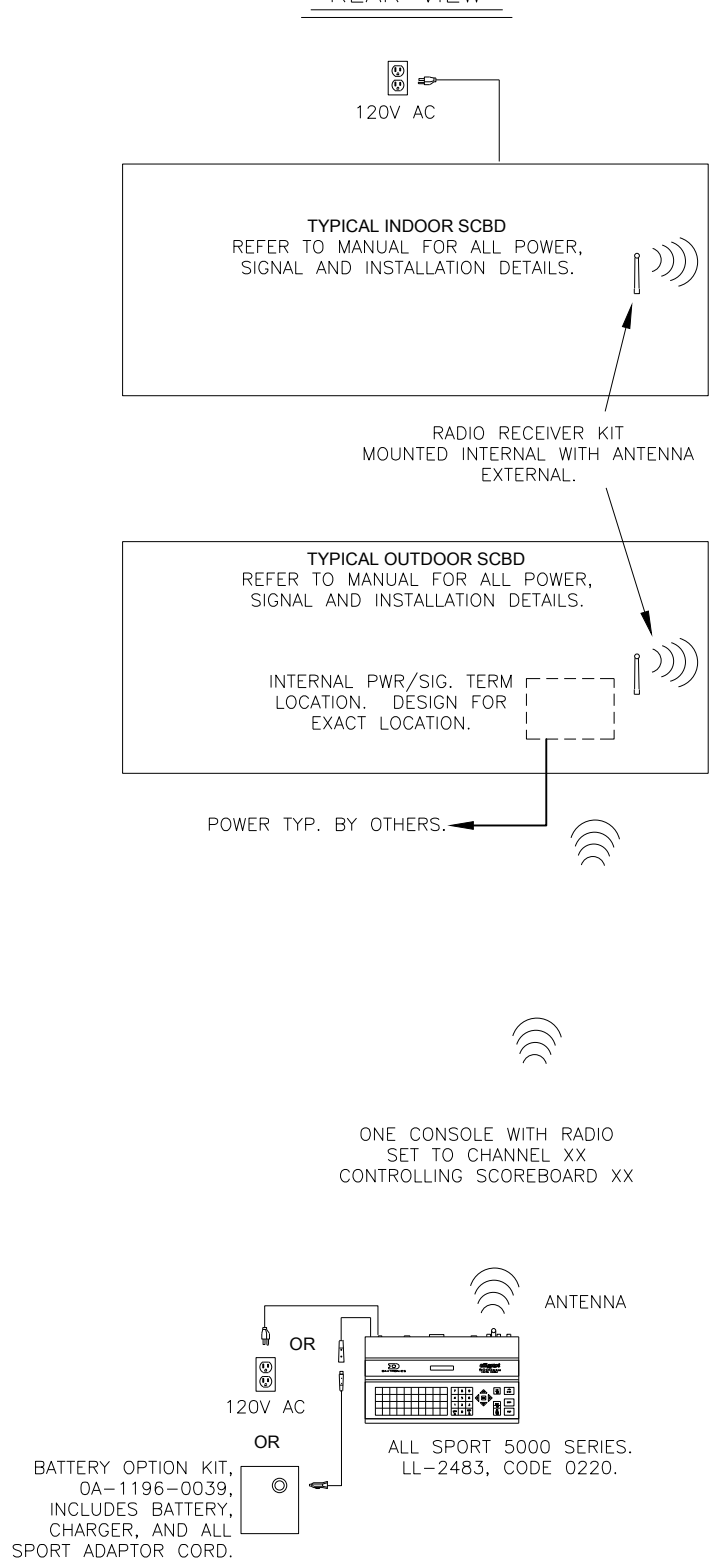 REAR VIEW
120V AC
TYPICAL INDOOR SCBD
REFER TO MANUAL FOR ALL POWER,
SIGNAL AND INSTALLATION DETAILS.
RADIO RECEIVER KIT
MOUNTED INTERNAL WITH ANTENNA
EXTERNAL.
TYPICAL OUTDOOR SCBD
REFER TO MANUAL FOR ALL POWER,
SIGNAL AND INSTALLATION DETAILS.
INTERNAL PWR/SIG. TERM
LOCATION. DESIGN FOR
EXACT LOCATION.
POWER TYP. BY OTHERS.
ONE CONSOLE WITH RADIO
SET TO CHANNEL XX
CONTROLLING SCOREBOARD XX
ANTENNA
OR
120V AC
OR
DAKTRONICS
ALL SPORT 5000 SERIES.
LL-2483, CODE 0220.
BATTERY OPTION KIT,
0A-1196-0039,
INCLUDES BATTERY,
CHARGER, AND ALL
SPORT ADAPTOR CORD.